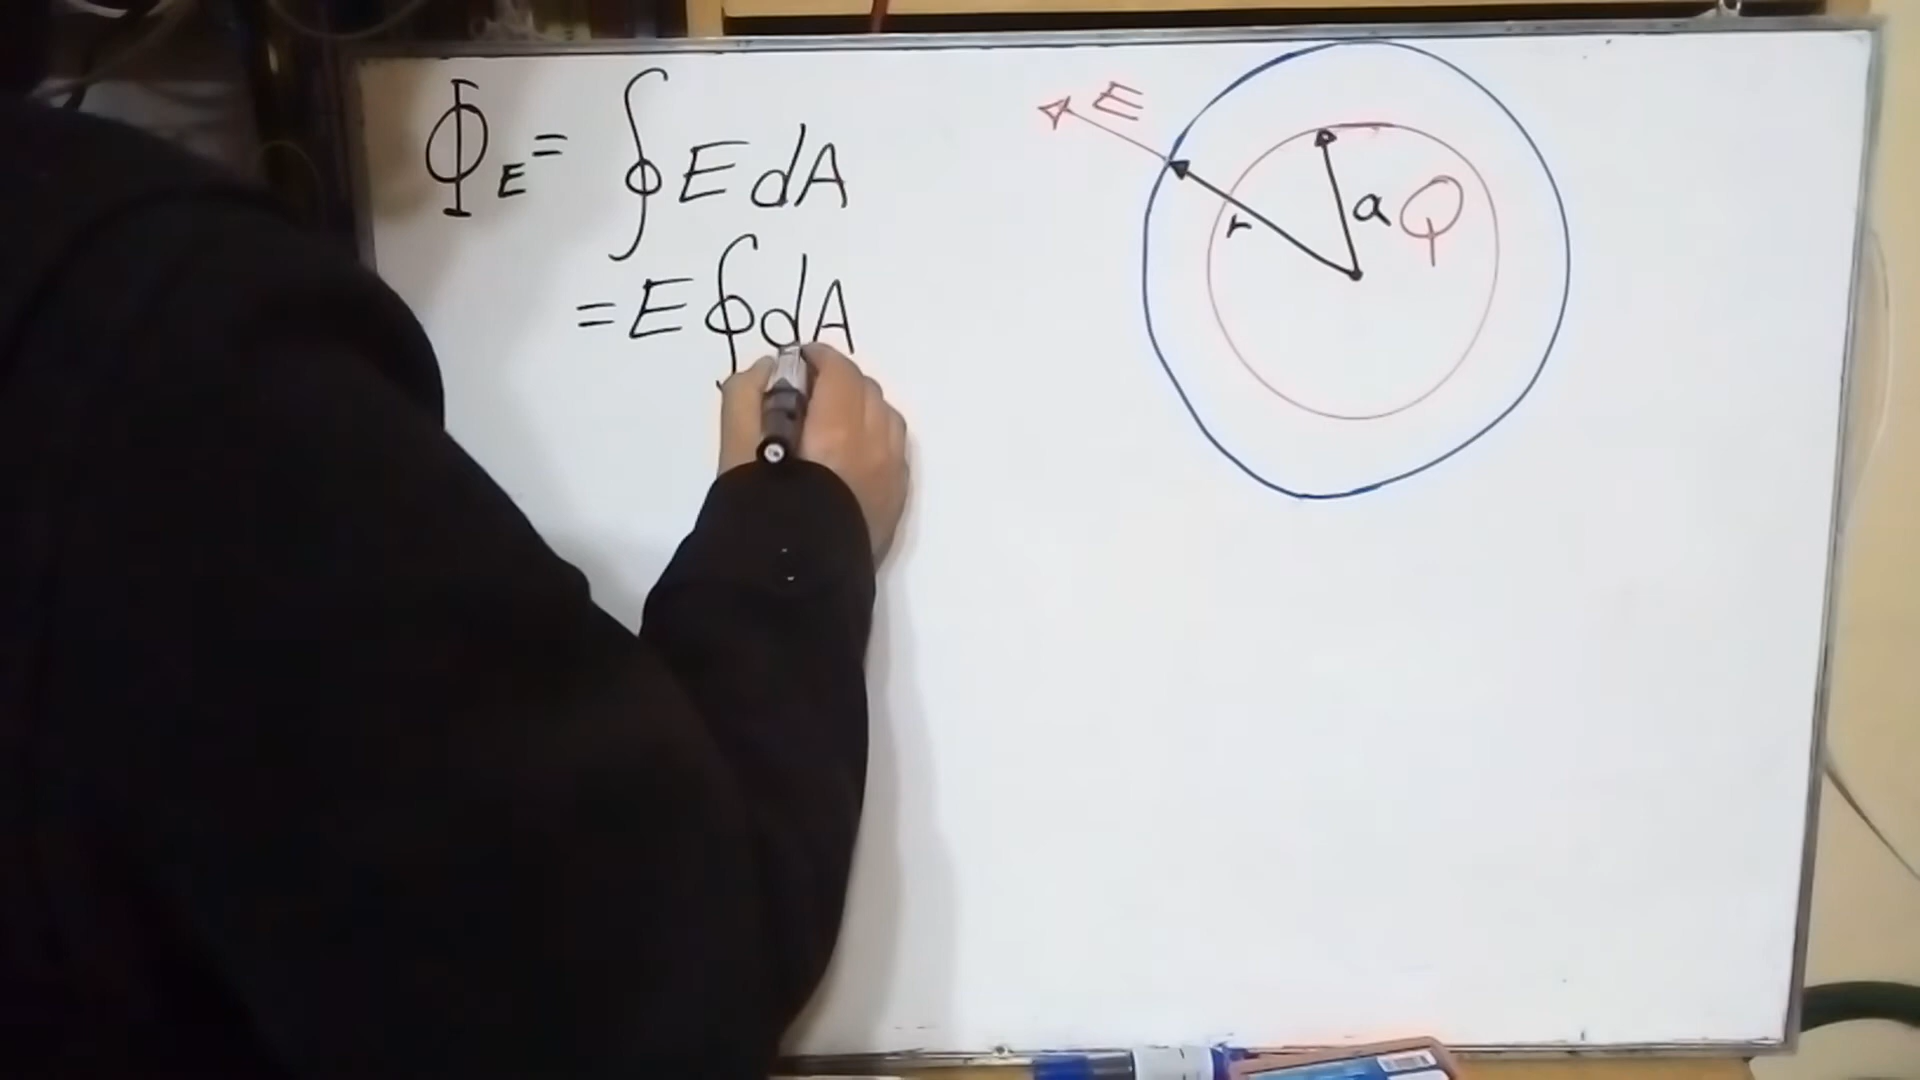 Φ_E = ∮ E dA
= E ∮ dA
E
r
a
Q